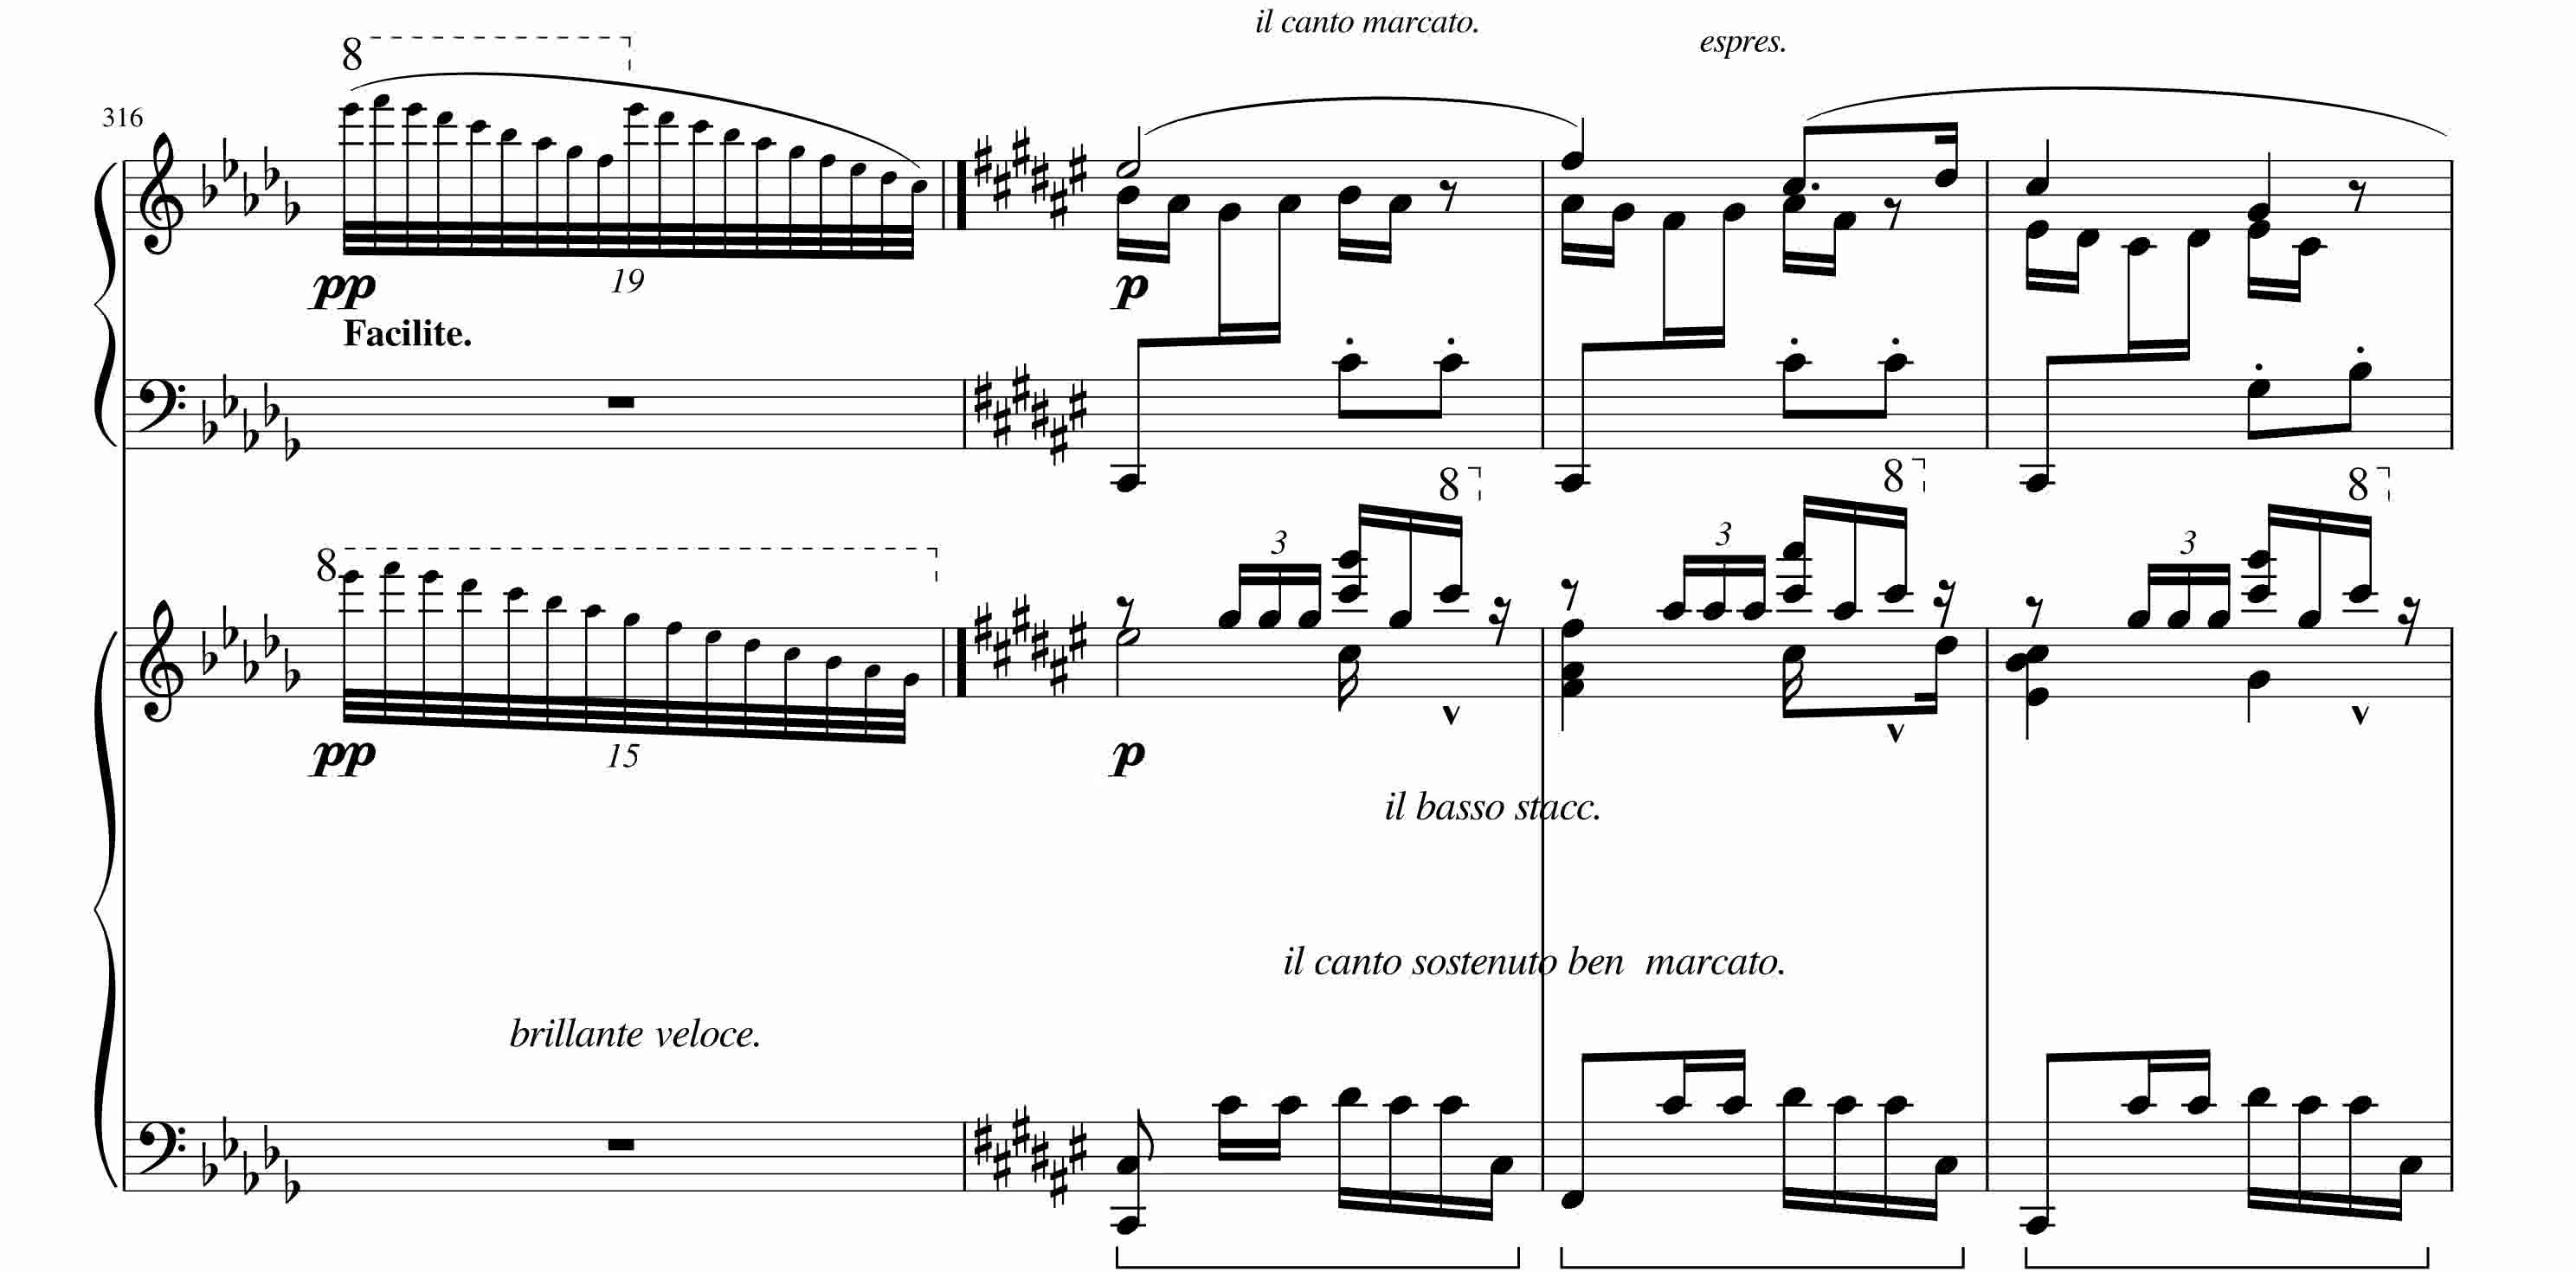 il canto marcato.
espres.
8
316
19
pp
p
Facilite.
8
8
8
8
3
3
3
pp
15
p
il basso stacc.
il canto sostenuto ben marcato.
brillante veloce.